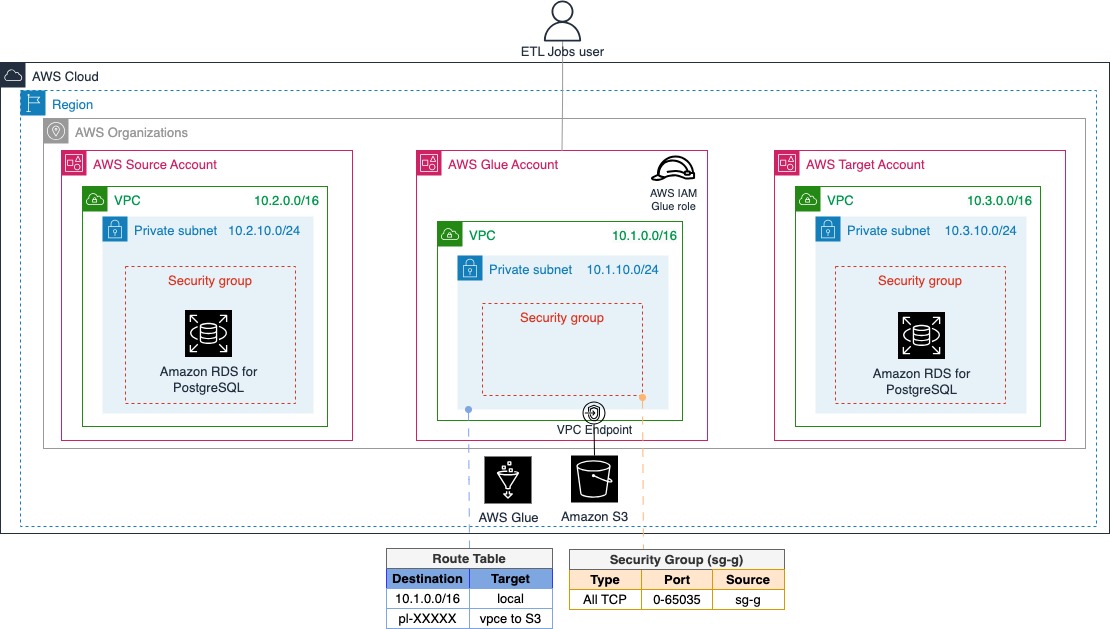 ETL Jobs user
AWS Cloud
Region
AWS Organizations
AWS Source Account
VPC 10.2.0.0/16
Private subnet 10.2.10.0/24
Security group
Amazon RDS for
PostgreSQL
AWS Glue Account
AWS IAM
Glue role
VPC 10.1.0.0/16
Private subnet 10.1.10.0/24
Security group
VPC Endpoint
AWS Target Account
VPC 10.3.0.0/16
Private subnet 10.3.10.0/24
Security group
Amazon RDS for
PostgreSQL
AWS Glue
Amazon S3
Route Table
Destination Target
10.1.0.0/16 local
pl-XXXXX vpce to S3
Security Group (sg-g)
Type Port Source
All TCP 0-65035 sg-g